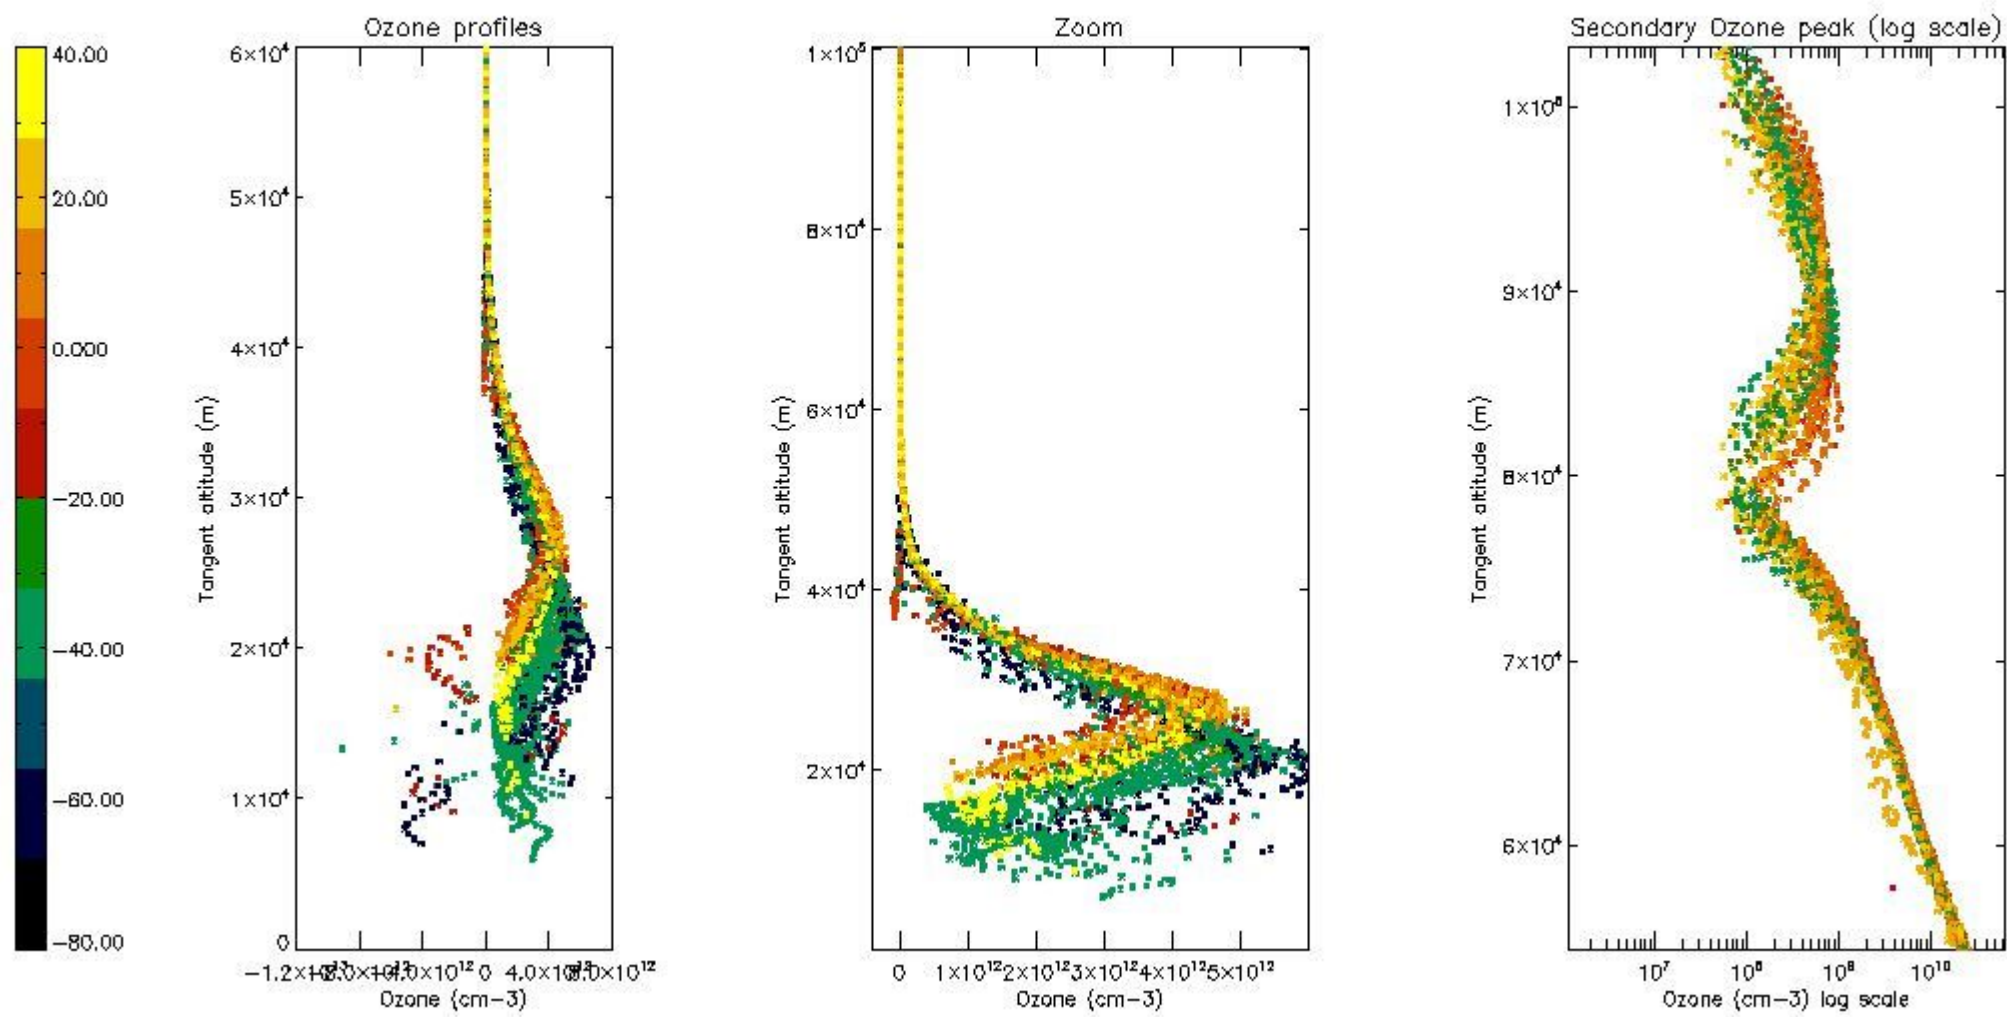 Ozone profiles
Zoom
Secondary Ozone peak (log scale)
40.00
20.00
0.000
−20.00
−40.00
−60.00
−80.00
6×10⁴
5×10⁴
4×10⁴
3×10⁴
2×10⁴
1×10⁴
0
Tangent altitude (m)
0
Ozone (cm−3)
1×10⁵
8×10⁴
6×10⁴
4×10⁴
2×10⁴
Tangent altitude (m)
0 1×10¹² 2×10¹² 3×10¹² 4×10¹² 5×10¹²
Ozone (cm−3)
9×10⁴
8×10⁴
7×10⁴
6×10⁴
Tangent altitude (m)
10⁷ 10⁸ 10⁹ 10¹⁰
Ozone (cm−3) log scale